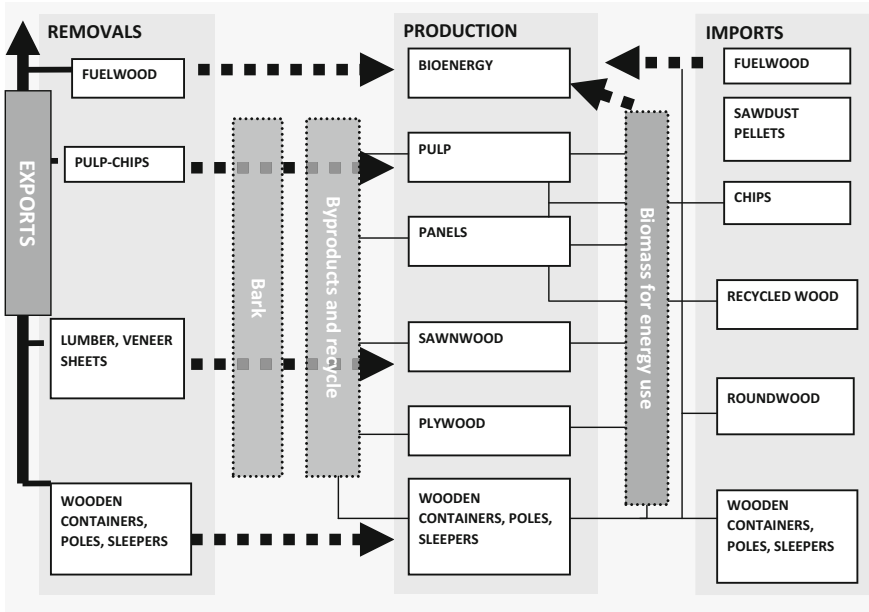 REMOVALS
FUELWOOD
PULP-CHIPS
LUMBER, VENEER
SHEETS
WOODEN
CONTAINERS,
POLES, SLEEPERS
EXPORTS
Bark
Byproducts and recycle
PRODUCTION
BIOENERGY
PULP
PANELS
SAWNWOOD
PLYWOOD
WOODEN
CONTAINERS, POLES,
SLEEPERS
Biomass for energy use
IMPORTS
FUELWOOD
SAWDUST
PELLETS
CHIPS
RECYCLED WOOD
ROUNDWOOD
WOODEN
CONTAINERS,
POLES, SLEEPERS